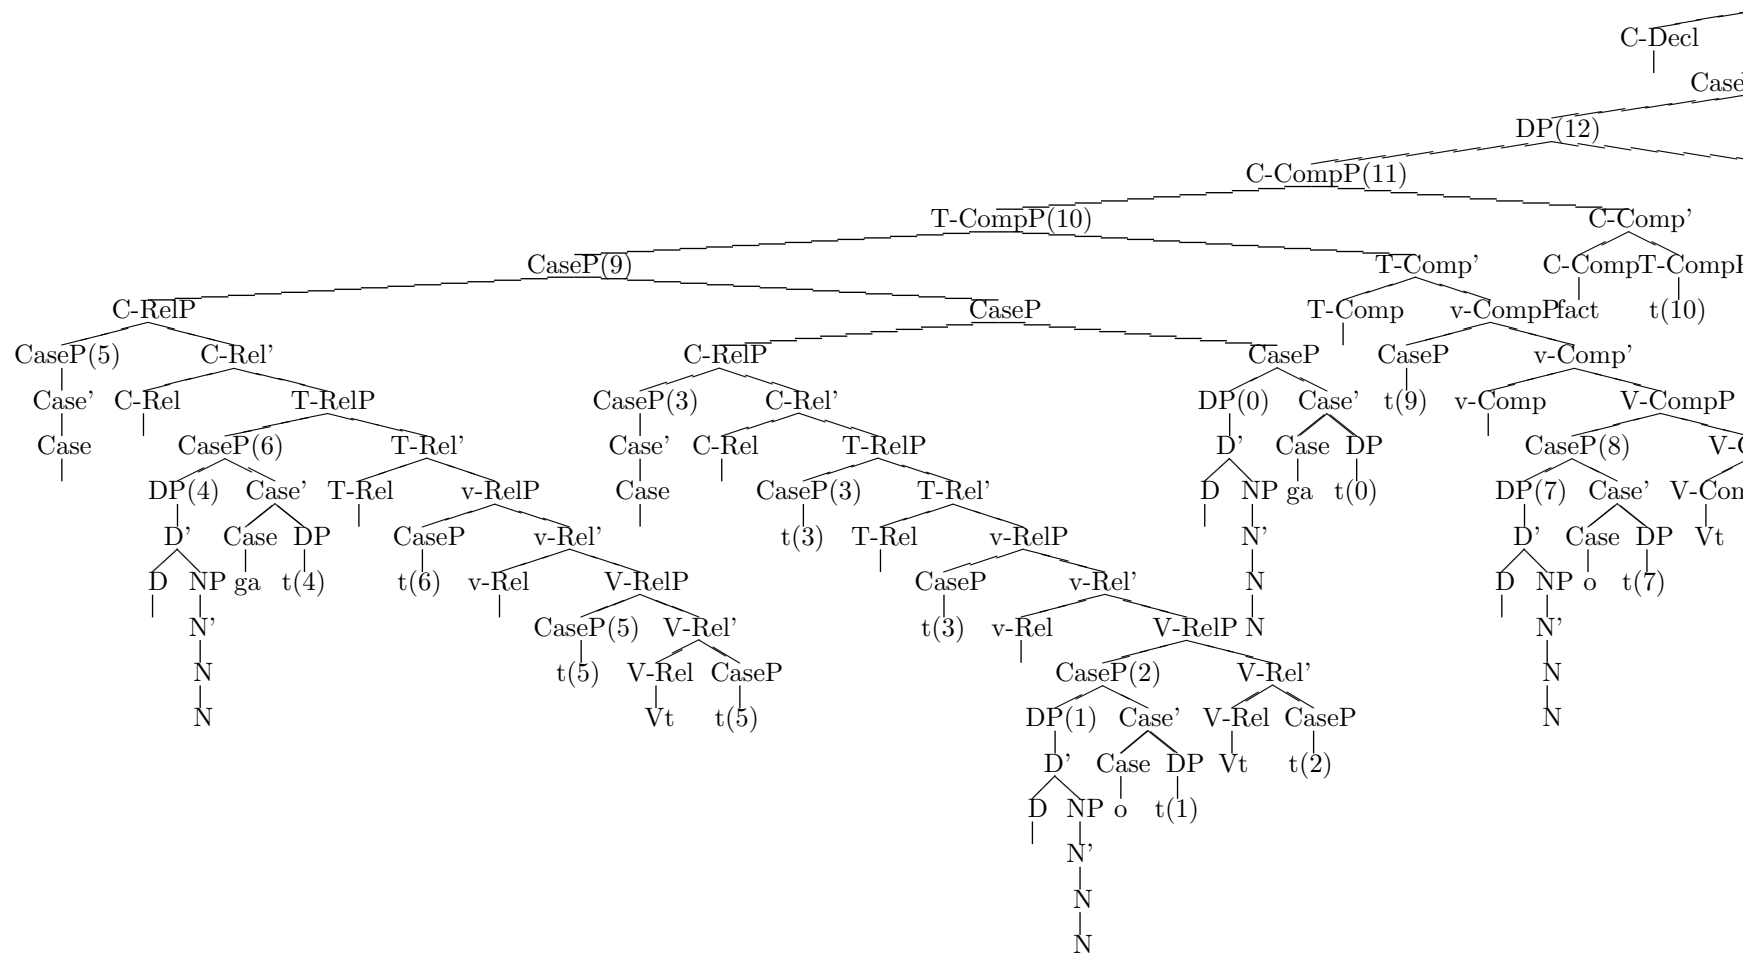 C-Decl
Case
DP(12)
C-CompP(11)
T-CompP(10) C-Comp'
CaseP(9) T-Comp' C-Comp T-CompP
C-RelP CaseP T-Comp v-CompP fact t(10)
CaseP(5) C-Rel' C-RelP CaseP CaseP v-Comp'
Case' C-Rel T-RelP CaseP(3) C-Rel' DP(0) Case' t(9) v-Comp V-CompP
Case CaseP(6) T-Rel' Case' C-Rel T-RelP D' Case DP CaseP(8) V-C
DP(4) Case' T-Rel v-RelP Case CaseP(3) T-Rel' D NP ga t(0) DP(7) Case' V-Com
D' Case DP CaseP v-Rel' t(3) T-Rel v-RelP N' D' Case DP Vt
D NP ga t(4) t(6) v-Rel V-RelP CaseP v-Rel' N D NP o t(7)
N' CaseP(5) V-Rel' t(3) v-Rel V-RelP N N'
N t(5) V-Rel CaseP CaseP(2) V-Rel' N
N Vt t(5) DP(1) Case' V-Rel CaseP N
D' Case DP Vt t(2)
D NP o t(1)
N'
N
N